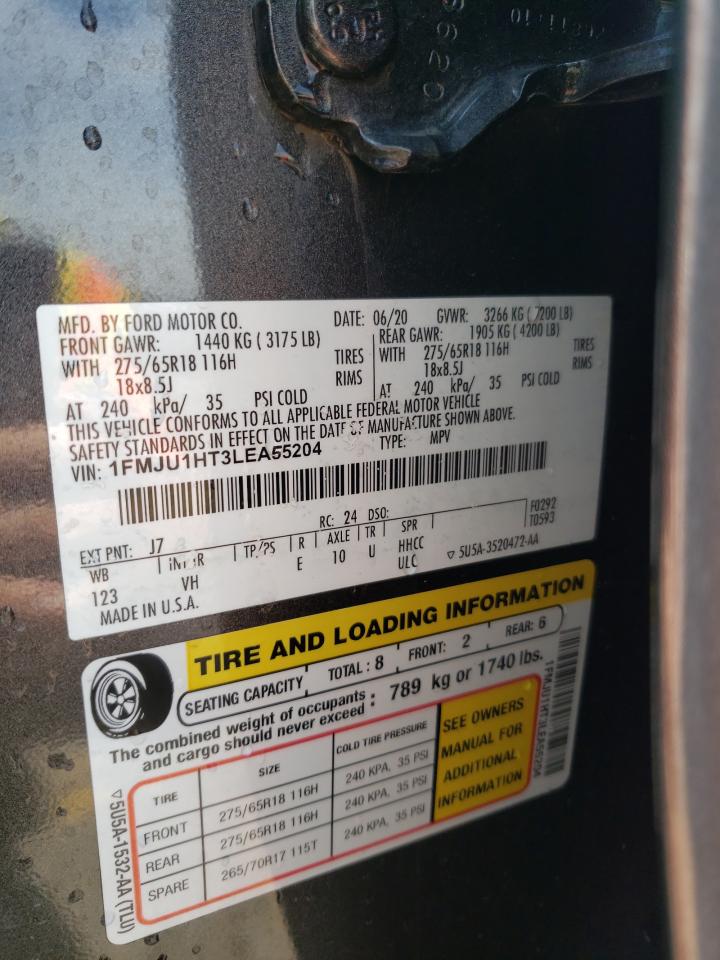 6620
MFD. BY FORD MOTOR CO.
DATE: 06/20 GVWR: 3266 KG ( 7200 LB)
FRONT GAWR: 1440 KG ( 3175 LB)
REAR GAWR: 1905 KG ( 4200 LB)
WITH 275/65R18 116H TIRES
WITH 275/65R18 116H TIRES
18x8.5J RIMS
18x8.5J RIMS
AT 240 kPa/ 35 PSI COLD
AT 240 kPa/ 35 PSI COLD
THIS VEHICLE CONFORMS TO ALL APPLICABLE FEDERAL MOTOR VEHICLE
SAFETY STANDARDS IN EFFECT ON THE DATE OF MANUFACTURE SHOWN ABOVE.
VIN: 1FMJU1HT3LEA55204 TYPE: MPV
F0292
T0593
EXT PNT: J7 RC: 24 DSO:
WB INT TR TP/PS R AXLE TR SPR
123 VH E 10 U HHCC
ULC
▽ 5U5A-3520472-AA
MADE IN U.S.A.
TIRE AND LOADING INFORMATION
SEATING CAPACITY TOTAL : 8 FRONT: 2 REAR: 6
The combined weight of occupants
and cargo should never exceed : 789 kg or 1740 lbs.
TIRE SIZE COLD TIRE PRESSURE
FRONT 275/65R18 116H 240 KPA, 35 PSI
REAR 275/65R18 116H 240 KPA, 35 PSI
SPARE 265/70R17 115T 240 KPA, 35 PSI
SEE OWNERS
MANUAL FOR
ADDITIONAL
INFORMATION
1FMJU1HT3LEA55204
▽5U5A-1532-AA (TLU)